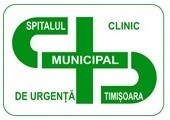 SPITALUL CLINIC
MUNICIPAL
DE URGENȚĂ TIMIȘOARA